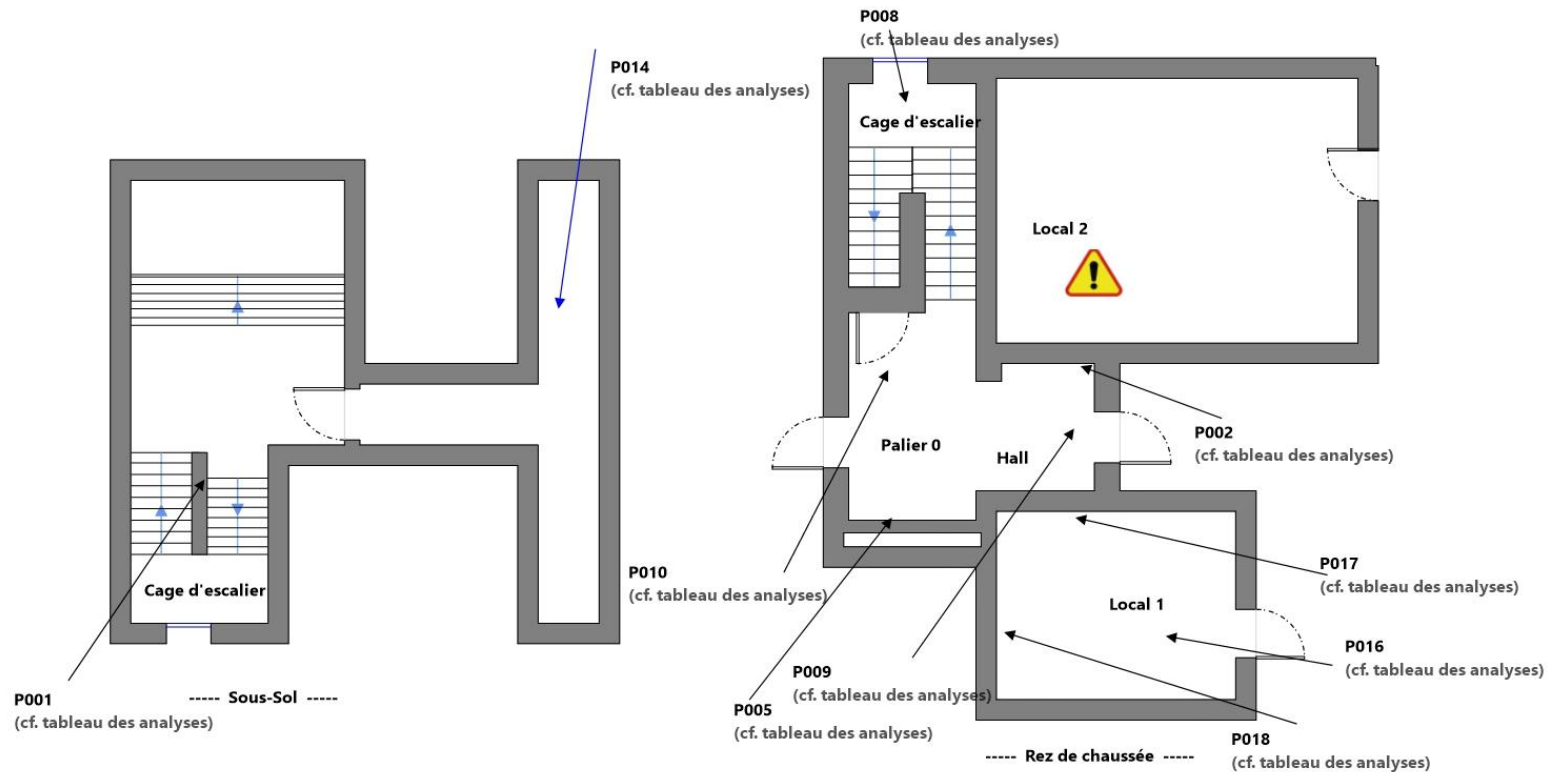 P008
(cf. tableau des analyses)
P014
(cf. tableau des analyses)
Cage d'escalier
Local 2
!
P002
(cf. tableau des analyses)
Palier 0
Hall
P010
(cf. tableau des analyses)
P017
(cf. tableau des analyses)
Cage d'escalier
Local 1
P016
(cf. tableau des analyses)
P001
(cf. tableau des analyses)
----- Sous-Sol -----
P009
(cf. tableau des analyses)
P005
(cf. tableau des analyses)
P018
(cf. tableau des analyses)
----- Rez de chaussée -----